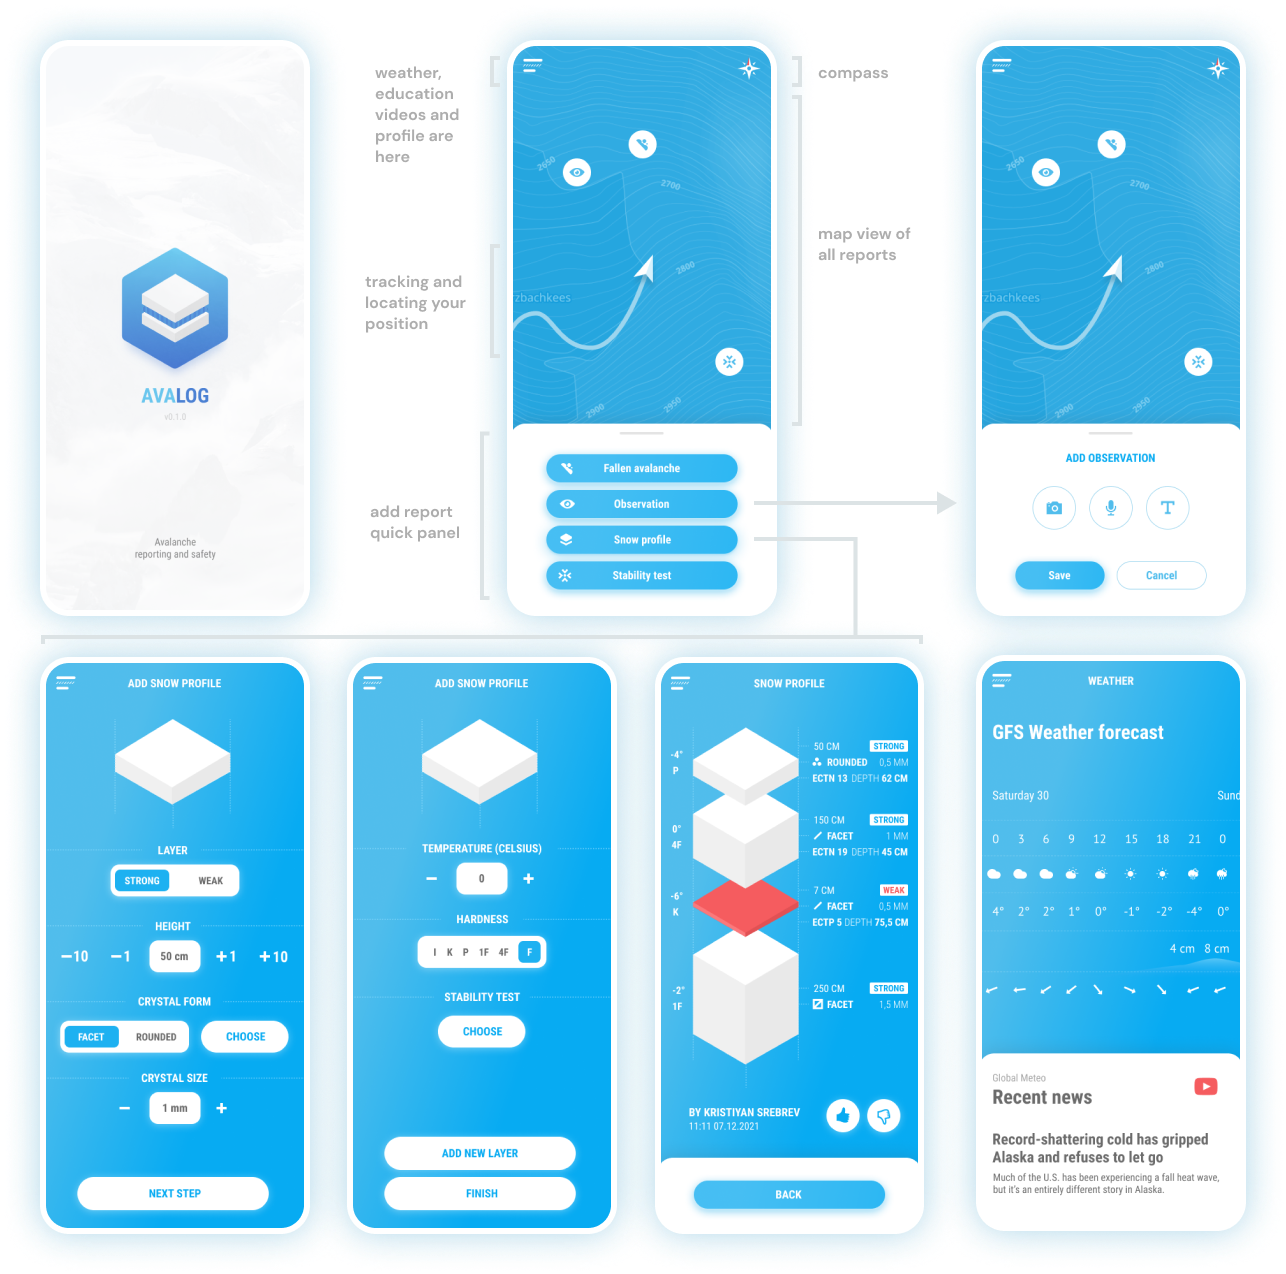 AVALOG
v0.1.0
Avalanche
reporting and safety
weather,
education
videos and
profile are
here
tracking and
locating your
position
add report
quick panel
2650
2700
2800
zbachkees
2900
2950
Fallen avalanche
Observation
Snow profile
Stability test
compass
map view of
all reports
2650
2700
2800
zbachkees
2900
2950
ADD OBSERVATION
Save
Cancel
ADD SNOW PROFILE
LAYER
STRONG WEAK
HEIGHT
−10 −1 50 cm +1 +10
CRYSTAL FORM
FACET ROUNDED CHOOSE
CRYSTAL SIZE
− 1 mm +
NEXT STEP
ADD SNOW PROFILE
TEMPERATURE (CELSIUS)
− 0 +
HARDNESS
I K P 1F 4F F
STABILITY TEST
CHOOSE
ADD NEW LAYER
FINISH
SNOW PROFILE
-4°
P
50 CM STRONG
ROUNDED 0,5 MM
ECTN 13 DEPTH 62 CM
0°
4F
150 CM STRONG
FACET 1 MM
ECTN 19 DEPTH 45 CM
-6°
K
7 CM WEAK
FACET 0,5 MM
ECTP 5 DEPTH 75,5 CM
-2°
1F
250 CM STRONG
FACET 1,5 MM
BY KRISTIYAN SREBREV
11:11 07.12.2021
BACK
WEATHER
GFS Weather forecast
Saturday 30 Sund
0 3 6 9 12 15 18 21 0
4° 2° 2° 1° 0° -1° -2° -4° 0°
4 cm 8 cm
Global Meteo
Recent news
Record-shattering cold has gripped
Alaska and refuses to let go
Much of the U.S. has been experiencing a fall heat wave,
but it's an entirely different story in Alaska.